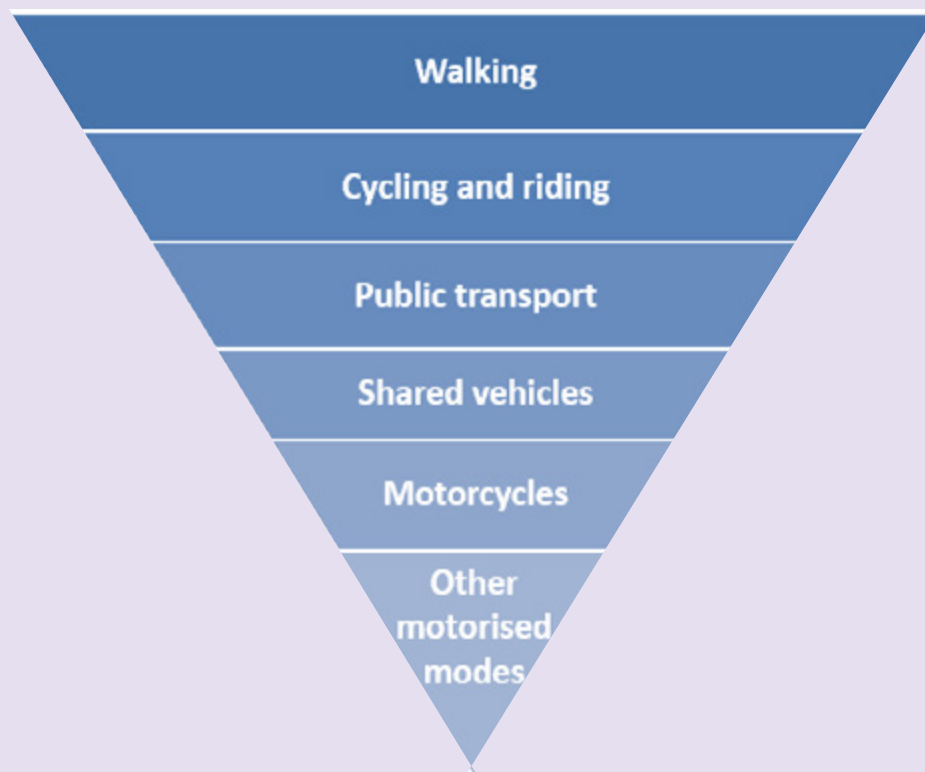 Walking
Cycling and riding
Public transport
Shared vehicles
Motorcycles
Other
motorised
modes